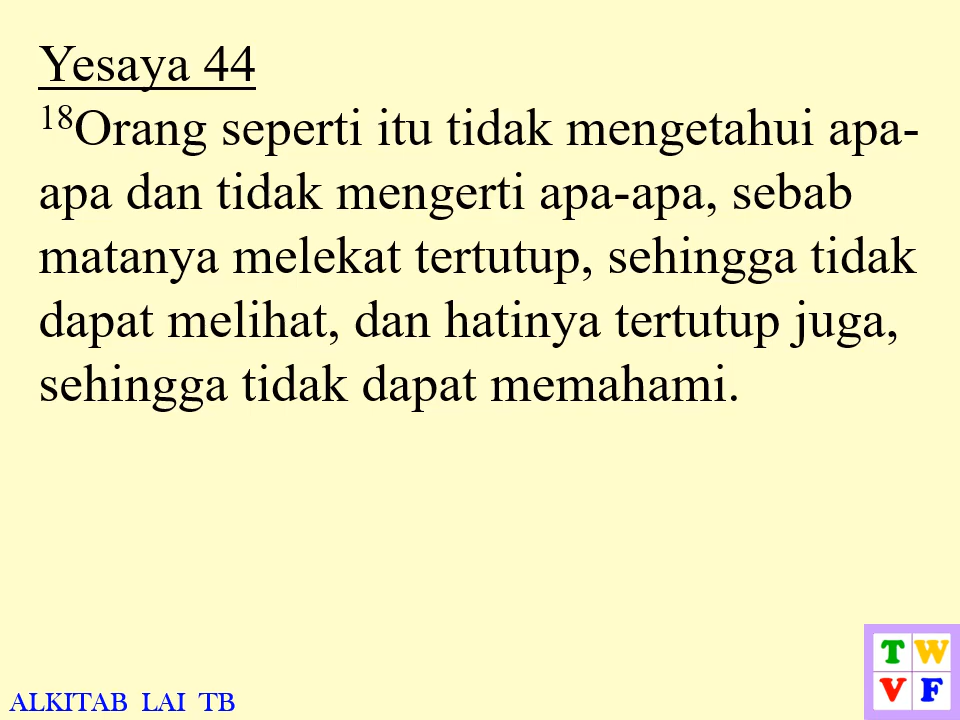 Yesaya 44
18Orang seperti itu tidak mengetahui apa-
apa dan tidak mengerti apa-apa, sebab
matanya melekat tertutup, sehingga tidak
dapat melihat, dan hatinya tertutup juga,
sehingga tidak dapat memahami.
ALKITAB LAI TB
T W
V F